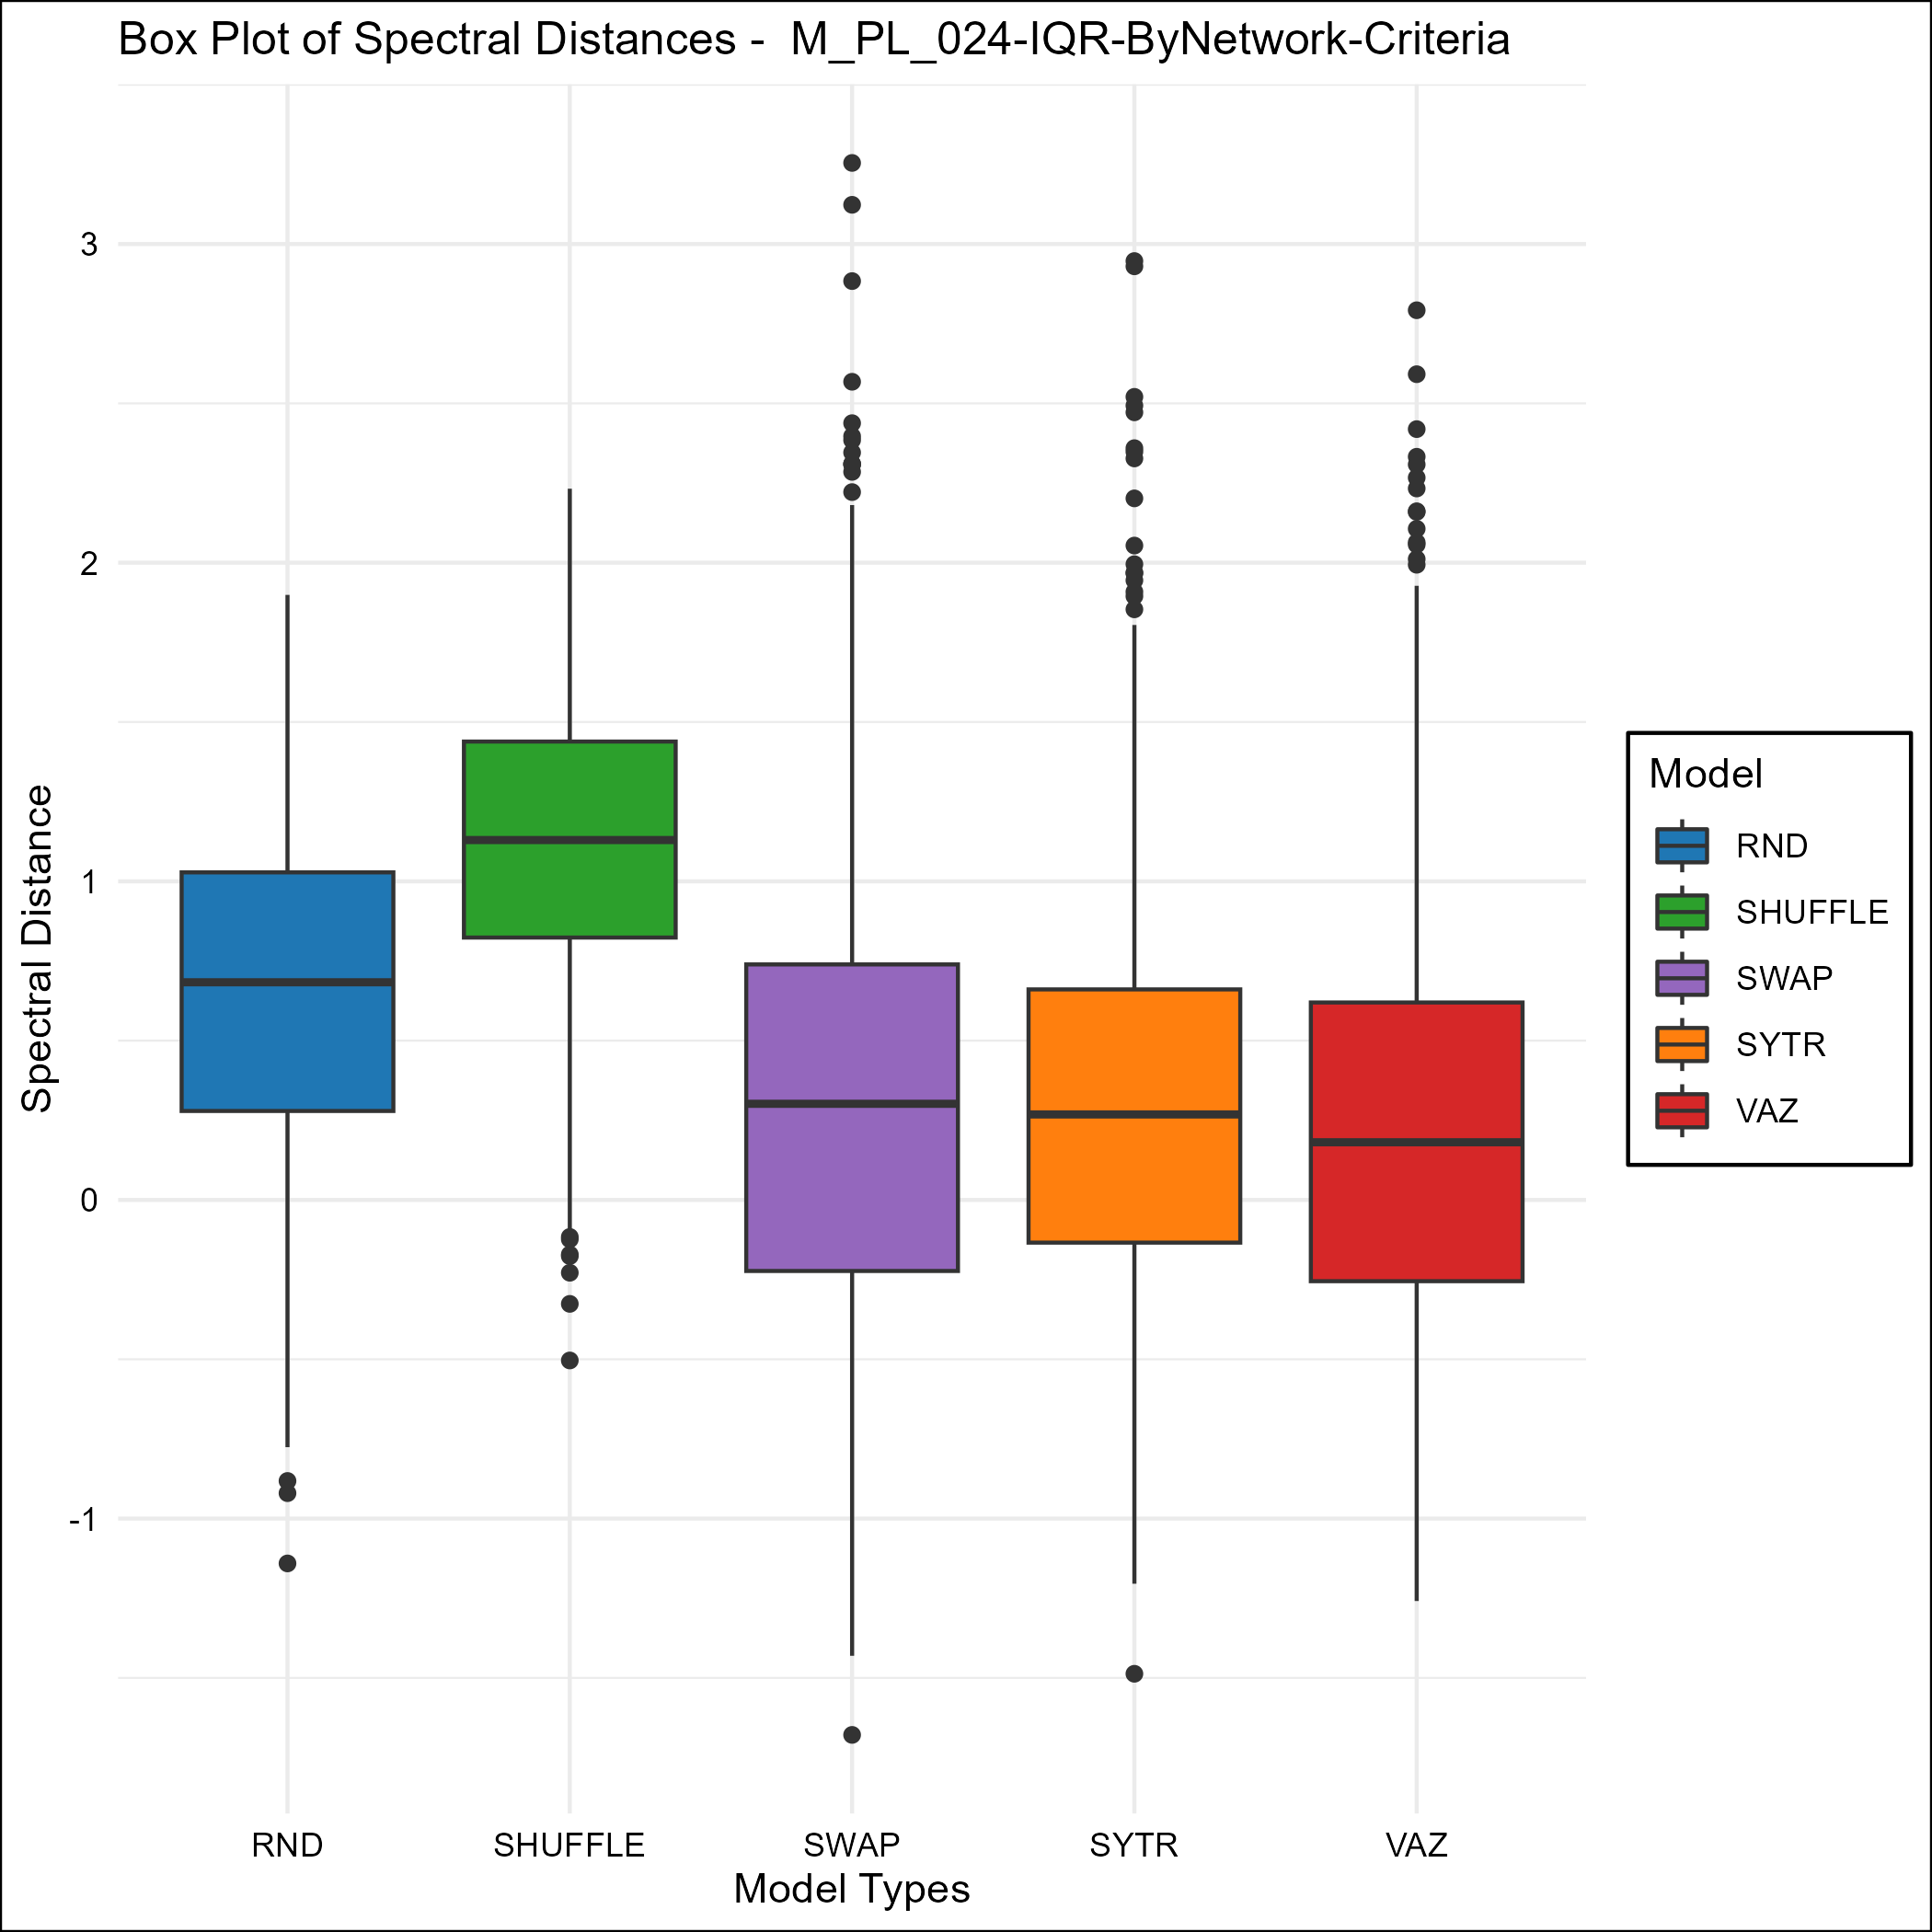 Box Plot of Spectral Distances -  M_PL_024-IQR-ByNetwork-Criteria
Spectral Distance
3
2
1
0
-1
RND
SHUFFLE
SWAP
SYTR
VAZ
Model Types
Model
RND
SHUFFLE
SWAP
SYTR
VAZ